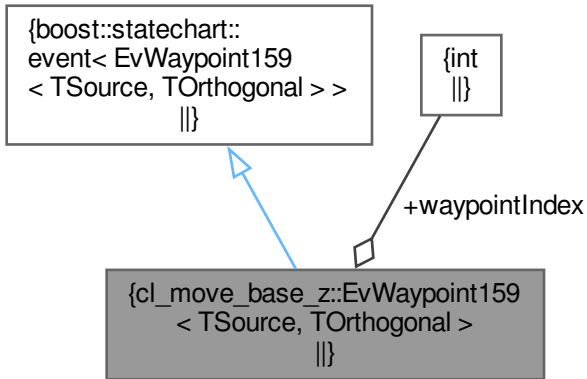 {boost::statechart::
event< EvWaypoint159
< TSource, TOrthogonal > >
||}
{int
||}
+waypointIndex
{cl_move_base_z::EvWaypoint159
< TSource, TOrthogonal >
||}